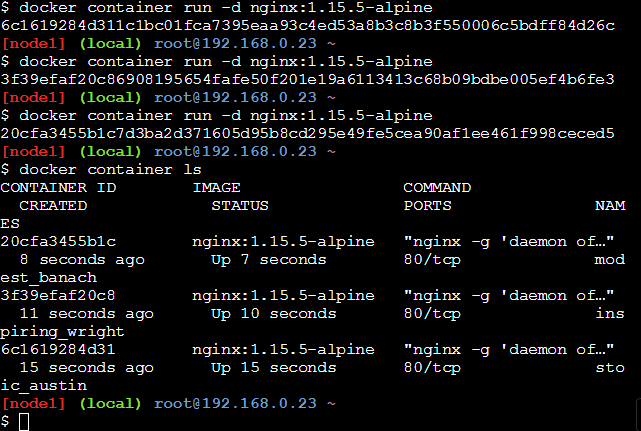 $ docker container run -d nginx:1.15.5-alpine
6c1619284d311c1bc01fca7395eaa93c4ed53a8b3c8b3f550006c5bdff84d26c
[node1] (local) root@192.168.0.23 ~
$ docker container run -d nginx:1.15.5-alpine
3f39efaf20c86908195654fafe50f201e19a6113413c68b09bdbe005ef4b6fe3
[node1] (local) root@192.168.0.23 ~
$ docker container run -d nginx:1.15.5-alpine
20cfa3455b1c7d3ba2d371605d95b8cd295e49fe5cea90af1ee461f998ceced5
[node1] (local) root@192.168.0.23 ~
$ docker container ls
CONTAINER ID        IMAGE                 COMMAND
  CREATED             STATUS              PORTS               NAM
ES
20cfa3455b1c        nginx:1.15.5-alpine   "nginx -g 'daemon of…"
  8 seconds ago       Up 7 seconds        80/tcp              mod
est_banach
3f39efaf20c8        nginx:1.15.5-alpine   "nginx -g 'daemon of…"
  11 seconds ago      Up 10 seconds       80/tcp              ins
piring_wright
6c1619284d31        nginx:1.15.5-alpine   "nginx -g 'daemon of…"
  15 seconds ago      Up 15 seconds       80/tcp              sto
ic_austin
[node1] (local) root@192.168.0.23 ~
$